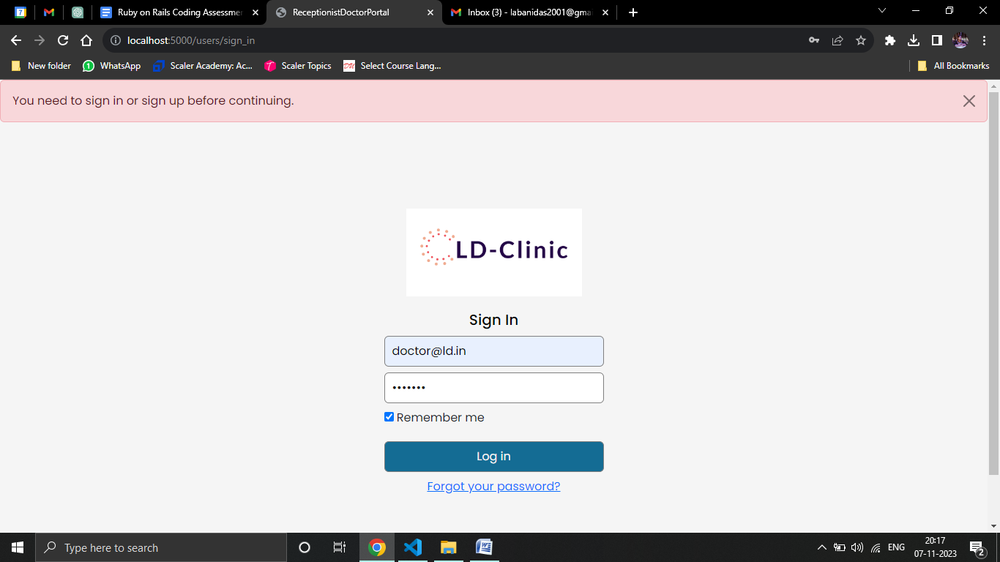 Ruby on Rails Coding Assessmen
ReceptionistDoctorPortal
Inbox (3) - labanidas2001@gma
localhost:5000/users/sign_in
New folder
WhatsApp
Scaler Academy: Ac...
Scaler Topics
DU
Select Course Lang...
All Bookmarks
You need to sign in or sign up before continuing.
LD-Clinic
Sign In
doctor@ld.in
•••••••
Remember me
Log in
Forgot your password?
Type here to search
ENG
20:17
07-11-2023
2